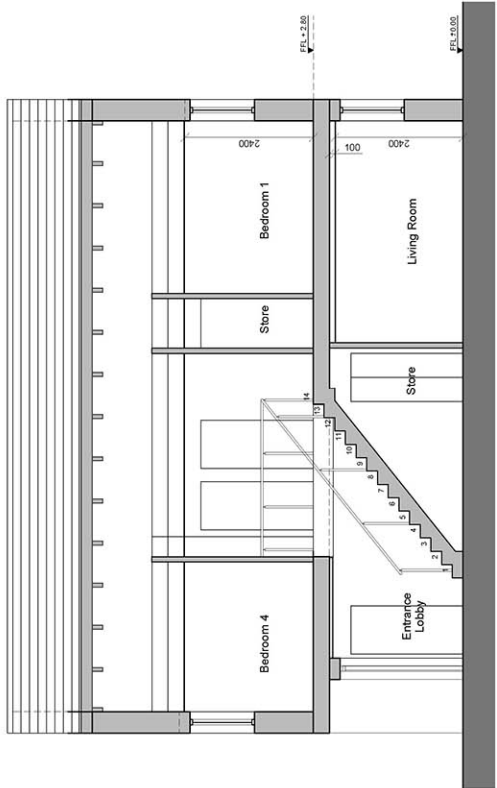 FFL + 2.80
FFL ±0.00
2400
100
2400
Bedroom 1
Living Room
Store
Store
14
13
12
11
10
9
8
7
6
5
4
3
2
1
Bedroom 4
Entrance
Lobby